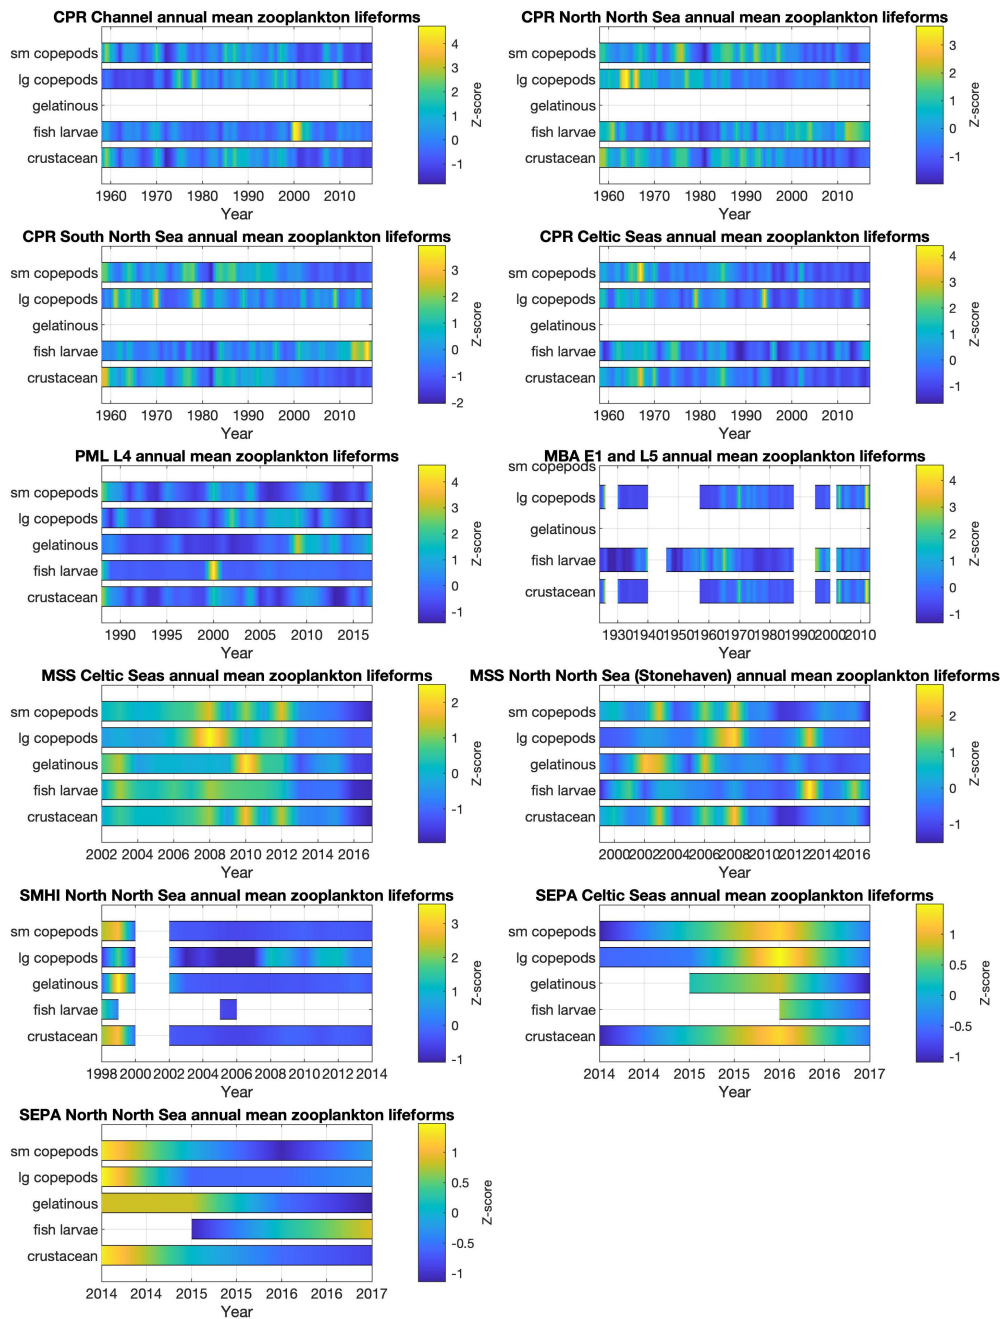 CPR Channel annual mean zooplankton lifeforms
sm copepods
lg copepods
gelatinous
fish larvae
crustacean
1960 1970 1980 1990 2000 2010
Year
4
3
2
1
0
-1
Z-score
CPR North North Sea annual mean zooplankton lifeforms
sm copepods
lg copepods
gelatinous
fish larvae
crustacean
1960 1970 1980 1990 2000 2010
Year
3
2
1
0
-1
Z-score
CPR South North Sea annual mean zooplankton lifeforms
sm copepods
lg copepods
gelatinous
fish larvae
crustacean
1960 1970 1980 1990 2000 2010
Year
3
2
1
0
-1
-2
Z-score
CPR Celtic Seas annual mean zooplankton lifeforms
sm copepods
lg copepods
gelatinous
fish larvae
crustacean
1960 1970 1980 1990 2000 2010
Year
4
3
2
1
0
-1
Z-score
PML L4 annual mean zooplankton lifeforms
sm copepods
lg copepods
gelatinous
fish larvae
crustacean
1990 1995 2000 2005 2010 2015
Year
4
3
2
1
0
-1
Z-score
MBA E1 and L5 annual mean zooplankton lifeforms
sm copepods
lg copepods
gelatinous
fish larvae
crustacean
1930 1940 1950 1960 1970 1980 1990 2000 2010
Year
4
3
2
1
0
-1
Z-score
MSS Celtic Seas annual mean zooplankton lifeforms
sm copepods
lg copepods
gelatinous
fish larvae
crustacean
2002 2004 2006 2008 2010 2012 2014 2016
Year
2
1
0
-1
Z-score
MSS North North Sea (Stonehaven) annual mean zooplankton lifeforms
sm copepods
lg copepods
gelatinous
fish larvae
crustacean
2000 2002 2004 2006 2008 2010 2012 2014 2016
Year
2
1
0
-1
Z-score
SMHI North North Sea annual mean zooplankton lifeforms
sm copepods
lg copepods
gelatinous
fish larvae
crustacean
1998 2000 2002 2004 2006 2008 2010 2012 2014
Year
3
2
1
0
-1
Z-score
SEPA Celtic Seas annual mean zooplankton lifeforms
sm copepods
lg copepods
gelatinous
fish larvae
crustacean
2014 2014 2015 2015 2016 2016 2017
Year
1
0.5
0
-0.5
-1
Z-score
SEPA North North Sea annual mean zooplankton lifeforms
sm copepods
lg copepods
gelatinous
fish larvae
crustacean
2014 2014 2015 2015 2016 2016 2017
Year
1
0.5
0
-0.5
-1
Z-score